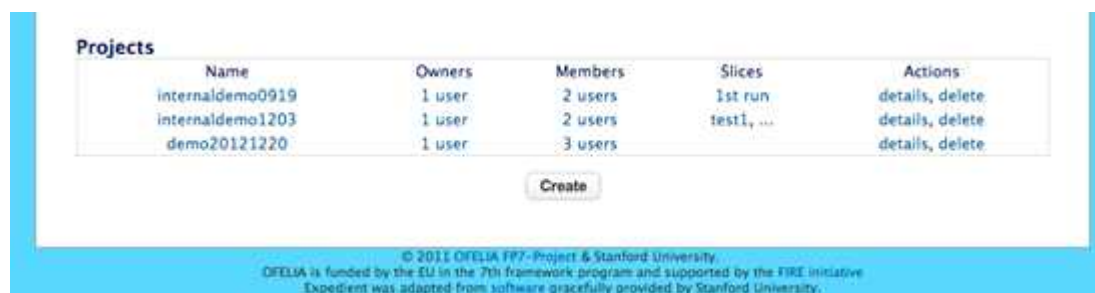 Projects
Name Owners Members Slices Actions
internaldemo0919 1 user 2 users 1st run details, delete
internaldemo1203 1 user 2 users test1, ... details, delete
demo20121220 1 user 3 users details, delete
Create
© 2011 OFELIA FP7-Project & Stanford University.
OFELIA is funded by the EU in the 7th framework program and supported by the FIRE initiative
Expedient was adapted from software gracefully provided by Stanford University.